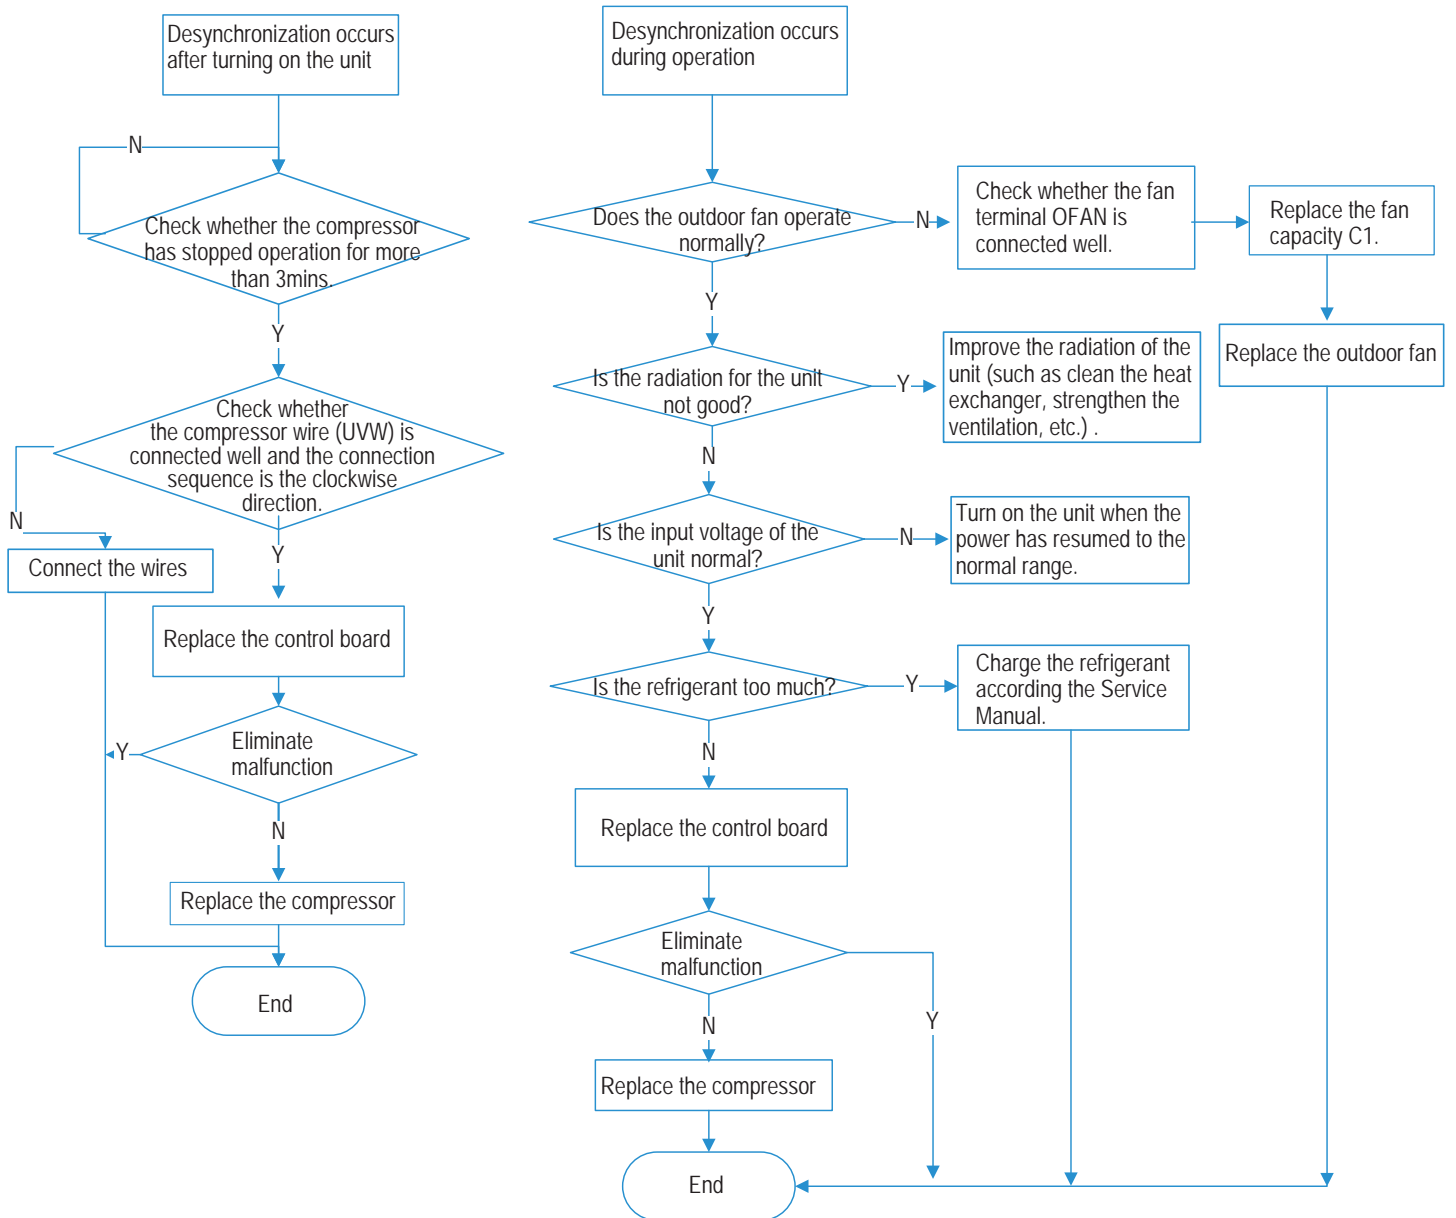 Desynchronization occurs
after turning on the unit
N
Check whether the compressor
has stopped operation for more
than 3mins.
Y
Check whether
the compressor wire (UVW) is
connected well and the connection
sequence is the clockwise
direction.
N
Connect the wires
Y
Replace the control board
Eliminate
malfunction
Y
N
Replace the compressor
End
Desynchronization occurs
during operation
Does the outdoor fan operate
normally?
N
Check whether the fan
terminal OFAN is
connected well.
Replace the fan
capacity C1.
Replace the outdoor fan
Y
Is the radiation for the unit
not good?
Y
Improve the radiation of the
unit (such as clean the heat
exchanger, strengthen the
ventilation, etc.) .
N
Is the input voltage of the
unit normal?
N
Turn on the unit when the
power has resumed to the
normal range.
Y
Is the refrigerant too much?
Y
Charge the refrigerant
according the Service
Manual.
N
Replace the control board
Eliminate
malfunction
Y
N
Replace the compressor
End